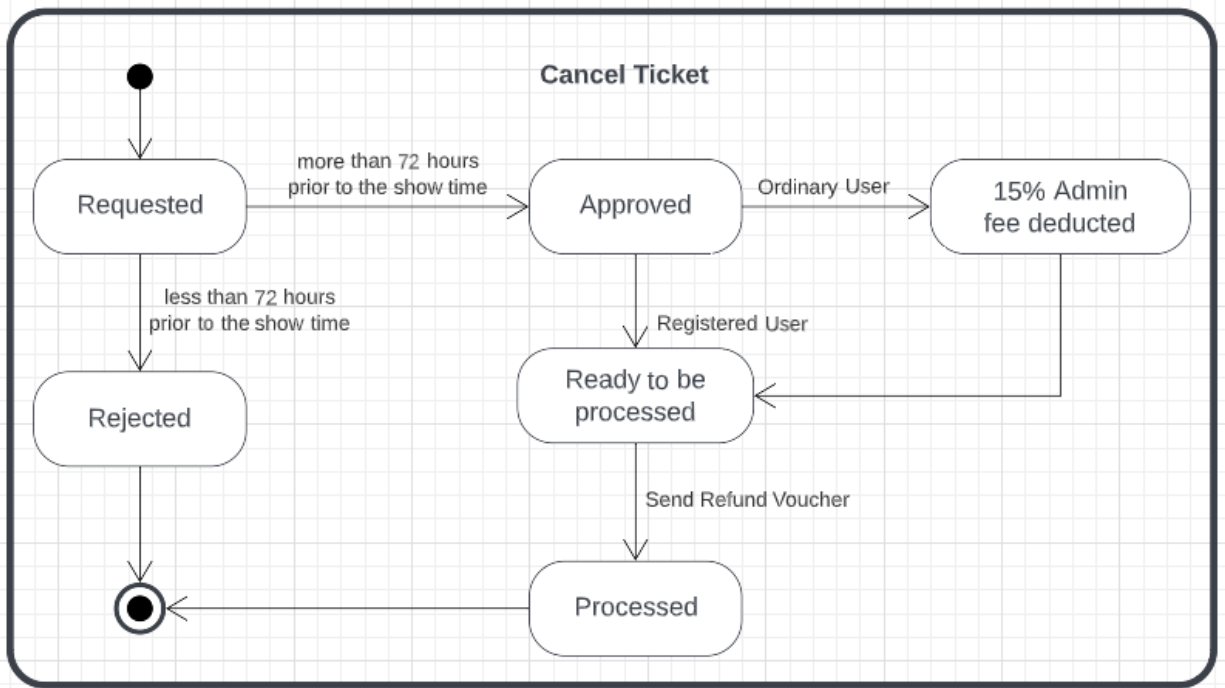 Cancel Ticket
more than 72 hours
prior to the show time
Requested
Approved
Ordinary User
15% Admin
fee deducted
less than 72 hours
prior to the show time
Registered User
Rejected
Ready to be
processed
Send Refund Voucher
Processed